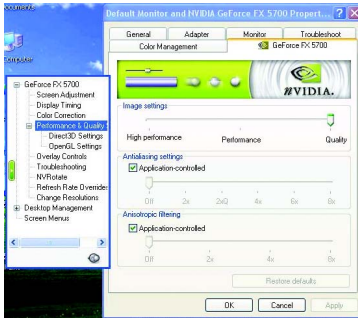 Documents
Computer
Default Monitor and NVIDIA GeForce FX 5700 Propert...
General
Adapter
Monitor
Troubleshoot
Color Management
GeForce FX 5700
NVIDIA.
GeForce FX 5700
Screen Adjustment
Display Timing
Color Correction
Performance & Quality S
Direct3D Settings
OpenGL Settings
Overlay Controls
Troubleshooting
NVRotate
Refresh Rate Overrides
Change Resolutions
Desktop Management
Screen Menus
Image settings
High performance
Performance
Quality
Antialiasing settings
Application-controlled
Off
2x
2xQ
4x
6x
8x
Anisotropic filtering
Application-controlled
Off
2x
4x
8x
Restore defaults
OK
Cancel
Apply